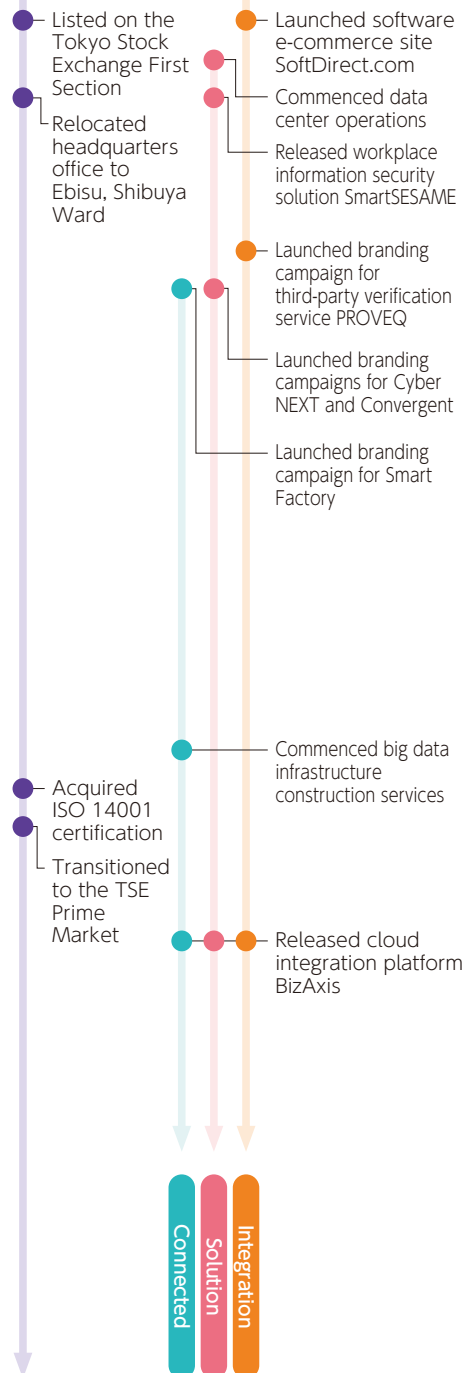 Listed on the
Tokyo Stock
Exchange First
Section
Relocated
headquarters
office to
Ebisu, Shibuya
Ward
Launched software
e-commerce site
SoftDirect.com
Commenced data
center operations
Released workplace
information security
solution SmartSESAME
Launched branding
campaign for
third-party verification
service PROVEQ
Launched branding
campaigns for Cyber
NEXT and Convergent
Launched branding
campaign for Smart
Factory
Commenced big data
infrastructure
construction services
Acquired
ISO 14001
certification
Transitioned
to the TSE
Prime
Market
Released cloud
integration platform
BizAxis
Connected
Solution
Integration